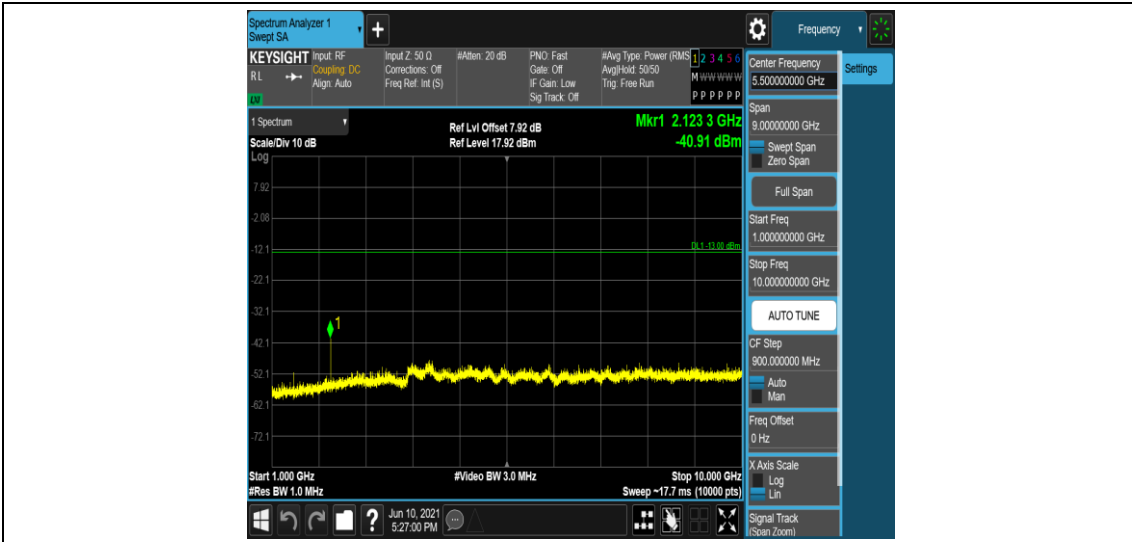 Spectrum Analyzer 1
Swept SA
+
Frequency
KEYSIGHT
RL
LXI
Input: RF
Coupling: DC
Align: Auto
Input Z: 50 Ω
Corrections: Off
Freq Ref: Int (S)
#Atten: 20 dB
PNO: Fast
Gate: Off
IF Gain: Low
Sig Track: Off
#Avg Type: Power (RMS
Avg|Hold: 50/50
Trig: Free Run
1 2 3 4 5 6
M W W W W W
P P P P P P
1 Spectrum
Scale/Div 10 dB
Log
Ref Lvl Offset 7.92 dB
Ref Level 17.92 dBm
Mkr1 2.123 3 GHz
-40.91 dBm
7.92
-2.08
-12.1
DL1 -13.00 dBm
-22.1
-32.1
1
-42.1
-52.1
-62.1
-72.1
Start 1.000 GHz
#Res BW 1.0 MHz
#Video BW 3.0 MHz
Stop 10.000 GHz
Sweep ~17.7 ms (10000 pts)
Center Frequency
5.500000000 GHz
Settings
Span
9.00000000 GHz
Swept Span
Zero Span
Full Span
Start Freq
1.000000000 GHz
Stop Freq
10.000000000 GHz
AUTO TUNE
CF Step
900.000000 MHz
Auto
Man
Freq Offset
0 Hz
X Axis Scale
Log
Lin
Signal Track
(Span Zoom)
?
Jun 10, 2021
5:27:00 PM